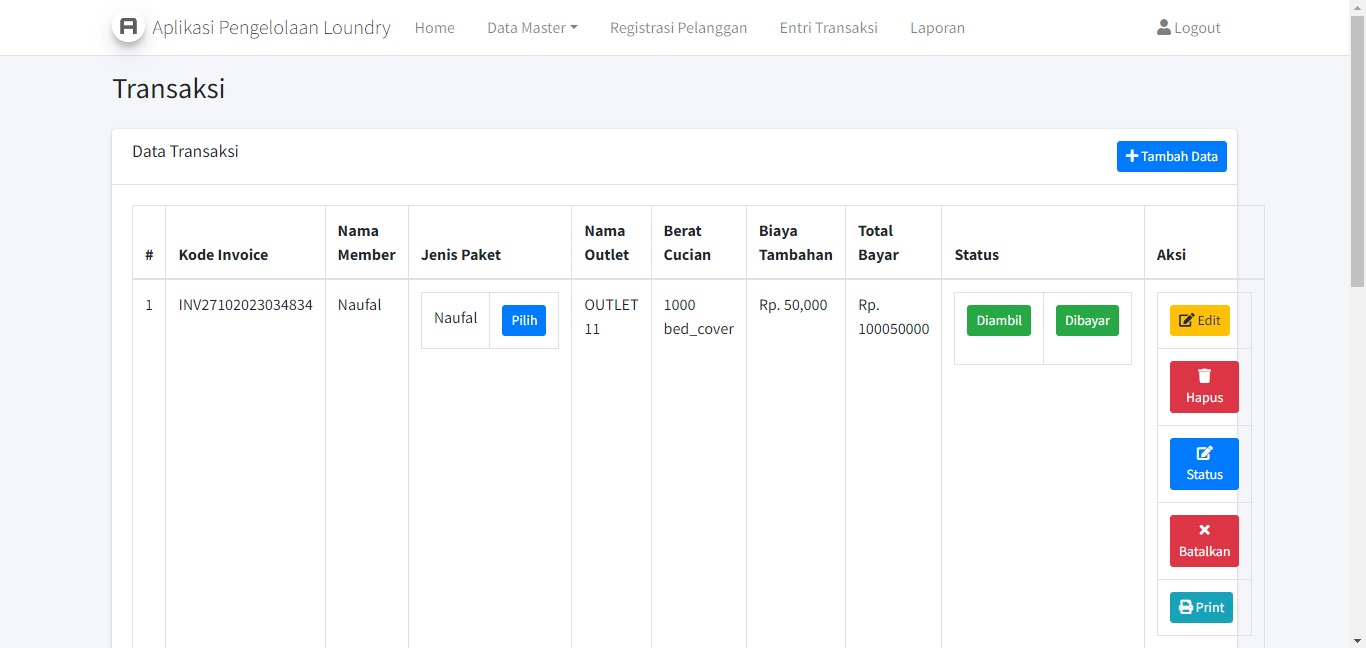 Aplikasi Pengelolaan Loundry Home Data Master Registrasi Pelanggan Entri Transaksi Laporan Logout
Transaksi
Data Transaksi
Tambah Data
# Kode Invoice Nama Member Jenis Paket Nama Outlet Berat Cucian Biaya Tambahan Total Bayar Status Aksi
1 INV27102023034834 Naufal Naufal Pilih OUTLET 11 1000 bed_cover Rp. 50,000 Rp. 100050000 Diambil Dibayar Edit
Hapus
Status
Batalkan
Print